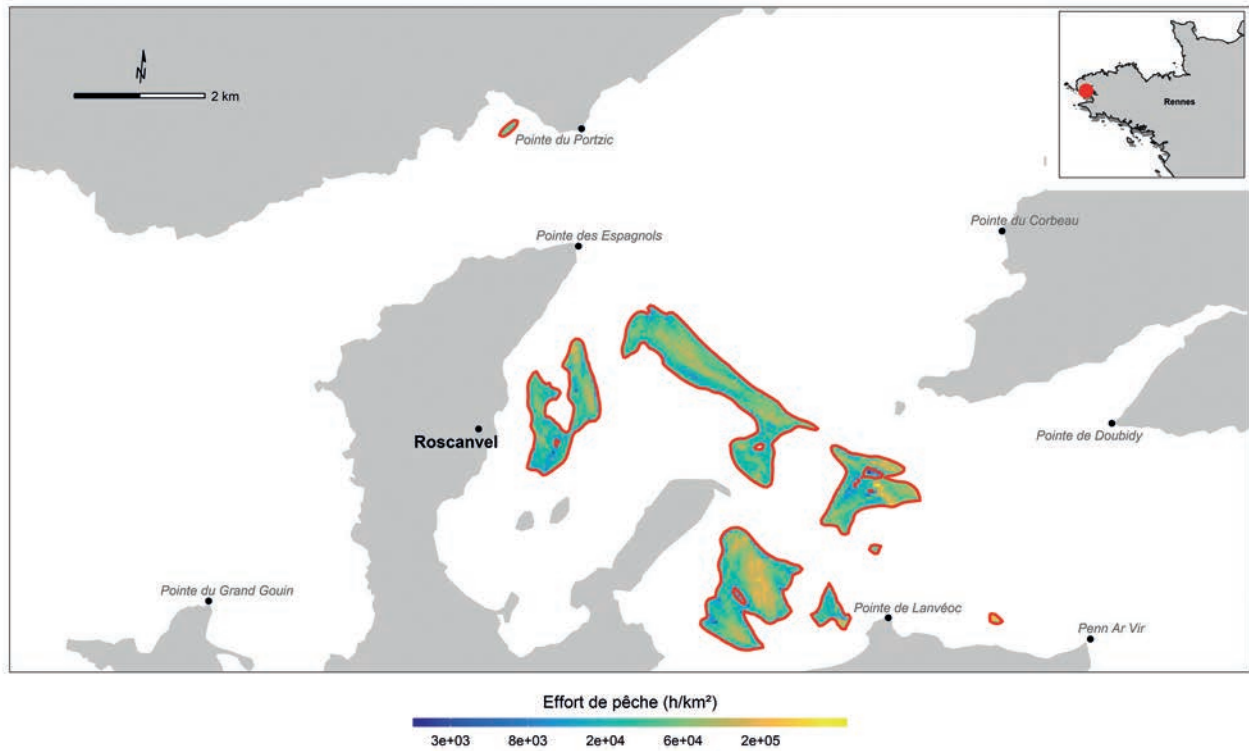 N
2 km
Rennes
Pointe du Portzic
Pointe des Espagnols
Pointe du Corbeau
Roscanvel
Pointe de Doubidy
Pointe du Grand Gouin
Pointe de Lanvéoc
Penn Ar Vir
Effort de pêche (h/km²)
3e+03 8e+03 2e+04 6e+04 2e+05